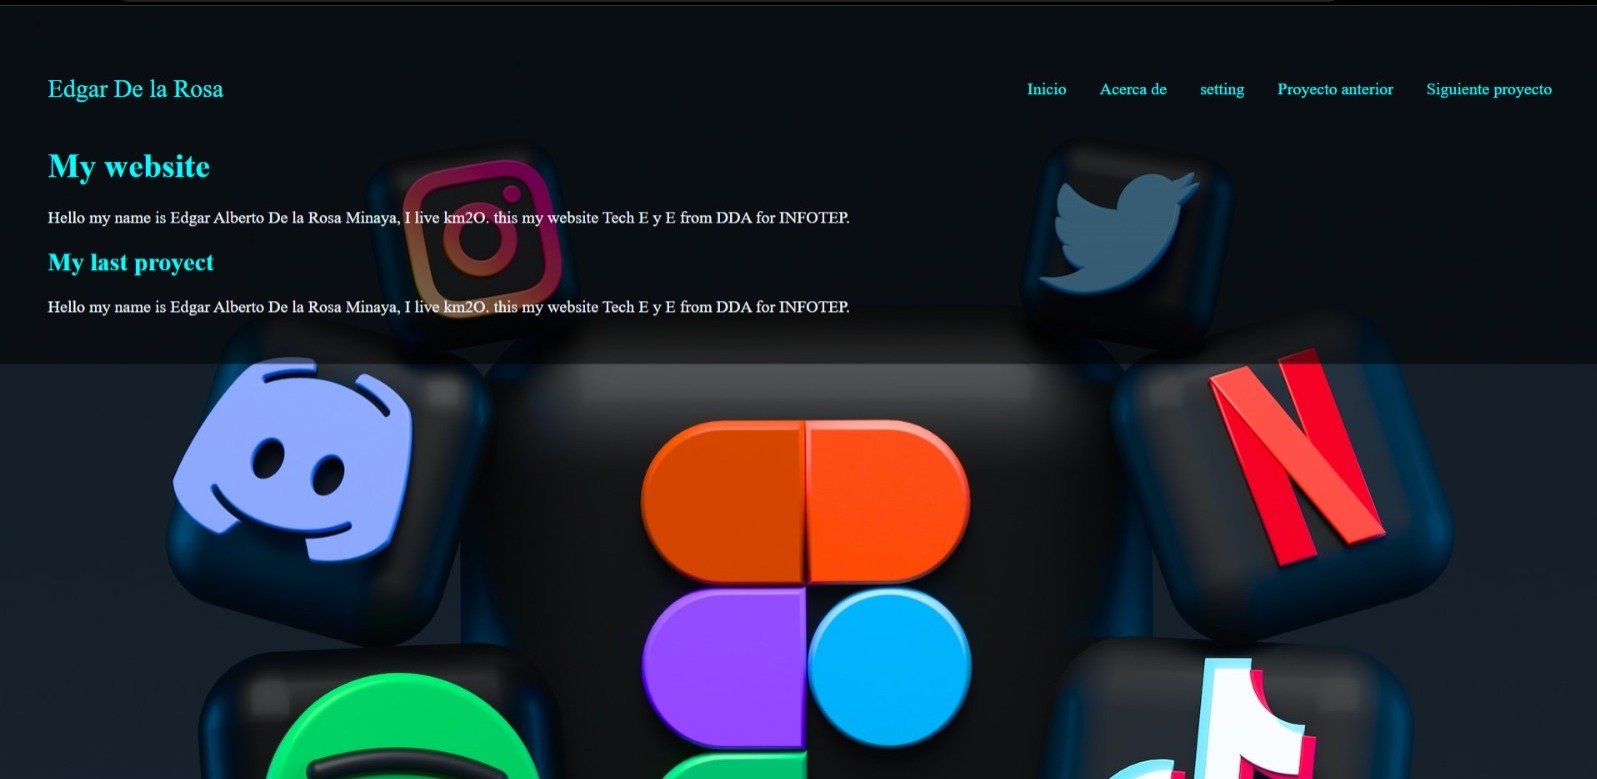 Edgar De la Rosa
Inicio Acerca de setting Proyecto anterior Siguiente proyecto
My website
Hello my name is Edgar Alberto De la Rosa Minaya, I live km2O. this my website Tech E y E from DDA for INFOTEP.
My last proyect
Hello my name is Edgar Alberto De la Rosa Minaya, I live km2O. this my website Tech E y E from DDA for INFOTEP.